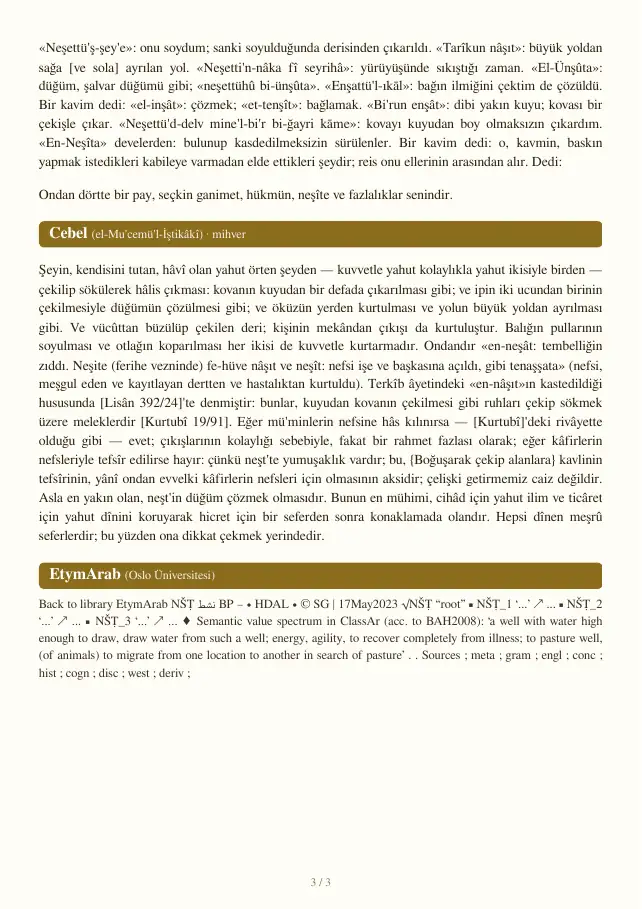 «Neşettü'ş-şey'e»: onu soydum; sanki soyulduğunda derisinden çıkarıldı. «Tarîkun nâşıt»: büyük yoldan
sağa [ve sola] ayrılan yol. «Neşetti'n-nâka fî seyrihâ»: yürüyüşünde sıkıştığı zaman. «El-Ünşûta»:
düğüm, şalvar düğümü gibi; «neşettühû bi-ünşûta». «Enşattü'l-ıkāl»: bağın ilmiğini çektim de çözüldü.
Bir kavim dedi: «el-inşât»: çözmek; «et-tenşît»: bağlamak. «Bi'run enşât»: dibi yakın kuyu; kovası bir
çekişle çıkar. «Neşettü'd-delv mine'l-bi'r bi-ğayri kāme»: kovayı kuyudan boy olmaksızın çıkardım.
«En-Neşîta» develerden: bulunup kasdedilmeksizin sürülenler. Bir kavim dedi: o, kavmin, baskın
yapmak istedikleri kabileye varmadan elde ettikleri şeydir; reis onu ellerinin arasından alır. Dedi:
Ondan dörtte bir pay, seçkin ganimet, hükmün, neşîte ve fazlalıklar senindir.
Cebel (el-Mu'cemü'l-İştikâkî) · mihver
Şeyin, kendisini tutan, hâvî olan yahut örten şeyden — kuvvetle yahut kolaylıkla yahut ikisiyle birden —
çekilip sökülerek hâlis çıkması: kovanın kuyudan bir defada çıkarılması gibi; ve ipin iki ucundan birinin
çekilmesiyle düğümün çözülmesi gibi; ve öküzün yerden kurtulması ve yolun büyük yoldan ayrılması
gibi. Ve vücûttan büzülüp çekilen deri; kişinin mekândan çıkışı da kurtuluştur. Balığın pullarının
soyulması ve otlağın koparılması her ikisi de kuvvetle kurtarmadır. Ondandır «en-neşât: tembelliğin
zıddı. Neşite (ferihe vezninde) fe-hüve nâşıt ve neşît: nefsi işe ve başkasına açıldı, gibi tenaşşata» (nefsi,
meşgul eden ve kayıtlayan dertten ve hastalıktan kurtuldu). Terkîb âyetindeki «en-nâşıt»ın kastedildiği
hususunda [Lisân 392/24]'te denmiştir: bunlar, kuyudan kovanın çekilmesi gibi ruhları çekip sökmek
üzere meleklerdir [Kurtubî 19/91]. Eğer mü'minlerin nefsine hâs kılınırsa — [Kurtubî]'deki rivâyette
olduğu gibi — evet; çıkışlarının kolaylığı sebebiyle, fakat bir rahmet fazlası olarak; eğer kâfirlerin
nefsleriyle tefsîr edilirse hayır: çünkü neşt'te yumuşaklık vardır; bu, {Boğuşarak çekip alanlara} kavlinin
tefsîrinin, yânî ondan evvelki kâfirlerin nefsleri için olmasının aksidir; çelişki getirmemiz caiz değildir.
Asla en yakın olan, neşt'in düğüm çözmek olmasıdır. Bunun en mühimi, cihâd için yahut ilim ve ticâret
için yahut dînini koruyarak hicret için bir seferden sonra konaklamada olandır. Hepsi dînen meşrû
seferlerdir; bu yüzden ona dikkat çekmek yerindedir.
EtymArab (Oslo Üniversitesi)
Back to library EtymArab NŠṬ نشط BP – • HDAL • © SG | 17May2023 √NŠṬ “root” ▪ NŠṬ_1 ‘...’ ↗ ... ▪ NŠṬ_2
‘...’ ↗ ... ▪ NŠṬ_3 ‘...’ ↗ ... ♦ Semantic value spectrum in ClassAr (acc. to BAH2008): ‘a well with water high
enough to draw, draw water from such a well; energy, agility, to recover completely from illness; to pasture well,
(of animals) to migrate from one location to another in search of pasture’ . . Sources ; meta ; gram ; engl ; conc ;
hist ; cogn ; disc ; west ; deriv ;
3 / 3